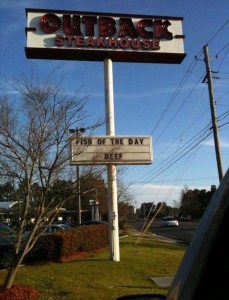 OUTBACK
STEAKHOUSE
FISH OF THE DAY
BEEF